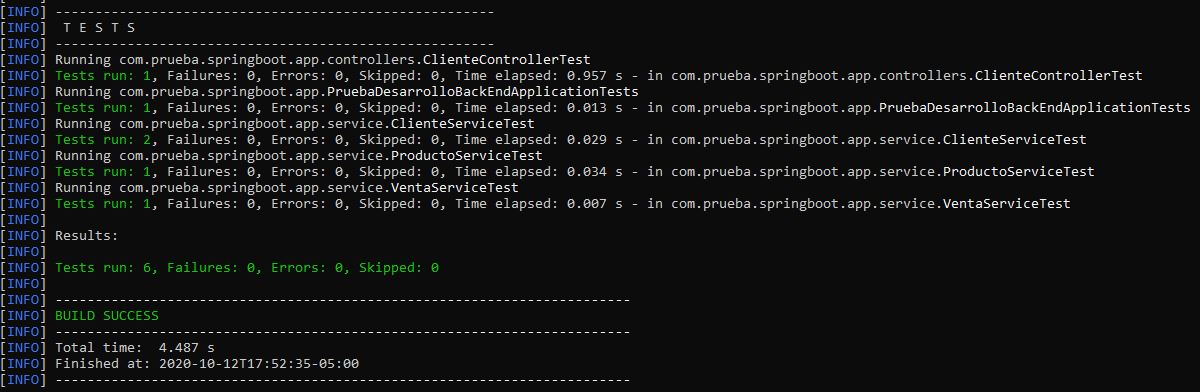 [INFO] -------------------------------------------------------
[INFO]  T E S T S
[INFO] -------------------------------------------------------
[INFO] Running com.prueba.springboot.app.controllers.ClienteControllerTest
[INFO] Tests run: 1, Failures: 0, Errors: 0, Skipped: 0, Time elapsed: 0.957 s - in com.prueba.springboot.app.controllers.ClienteControllerTest
[INFO] Running com.prueba.springboot.app.PruebaDesarrolloBackEndApplicationTests
[INFO] Tests run: 1, Failures: 0, Errors: 0, Skipped: 0, Time elapsed: 0.013 s - in com.prueba.springboot.app.PruebaDesarrolloBackEndApplicationTests
[INFO] Running com.prueba.springboot.app.service.ClienteServiceTest
[INFO] Tests run: 2, Failures: 0, Errors: 0, Skipped: 0, Time elapsed: 0.029 s - in com.prueba.springboot.app.service.ClienteServiceTest
[INFO] Running com.prueba.springboot.app.service.ProductoServiceTest
[INFO] Tests run: 1, Failures: 0, Errors: 0, Skipped: 0, Time elapsed: 0.034 s - in com.prueba.springboot.app.service.ProductoServiceTest
[INFO] Running com.prueba.springboot.app.service.VentaServiceTest
[INFO] Tests run: 1, Failures: 0, Errors: 0, Skipped: 0, Time elapsed: 0.007 s - in com.prueba.springboot.app.service.VentaServiceTest
[INFO]
[INFO] Results:
[INFO]
[INFO] Tests run: 6, Failures: 0, Errors: 0, Skipped: 0
[INFO]
[INFO] ------------------------------------------------------------------------
[INFO] BUILD SUCCESS
[INFO] ------------------------------------------------------------------------
[INFO] Total time:  4.487 s
[INFO] Finished at: 2020-10-12T17:52:35-05:00
[INFO] ------------------------------------------------------------------------